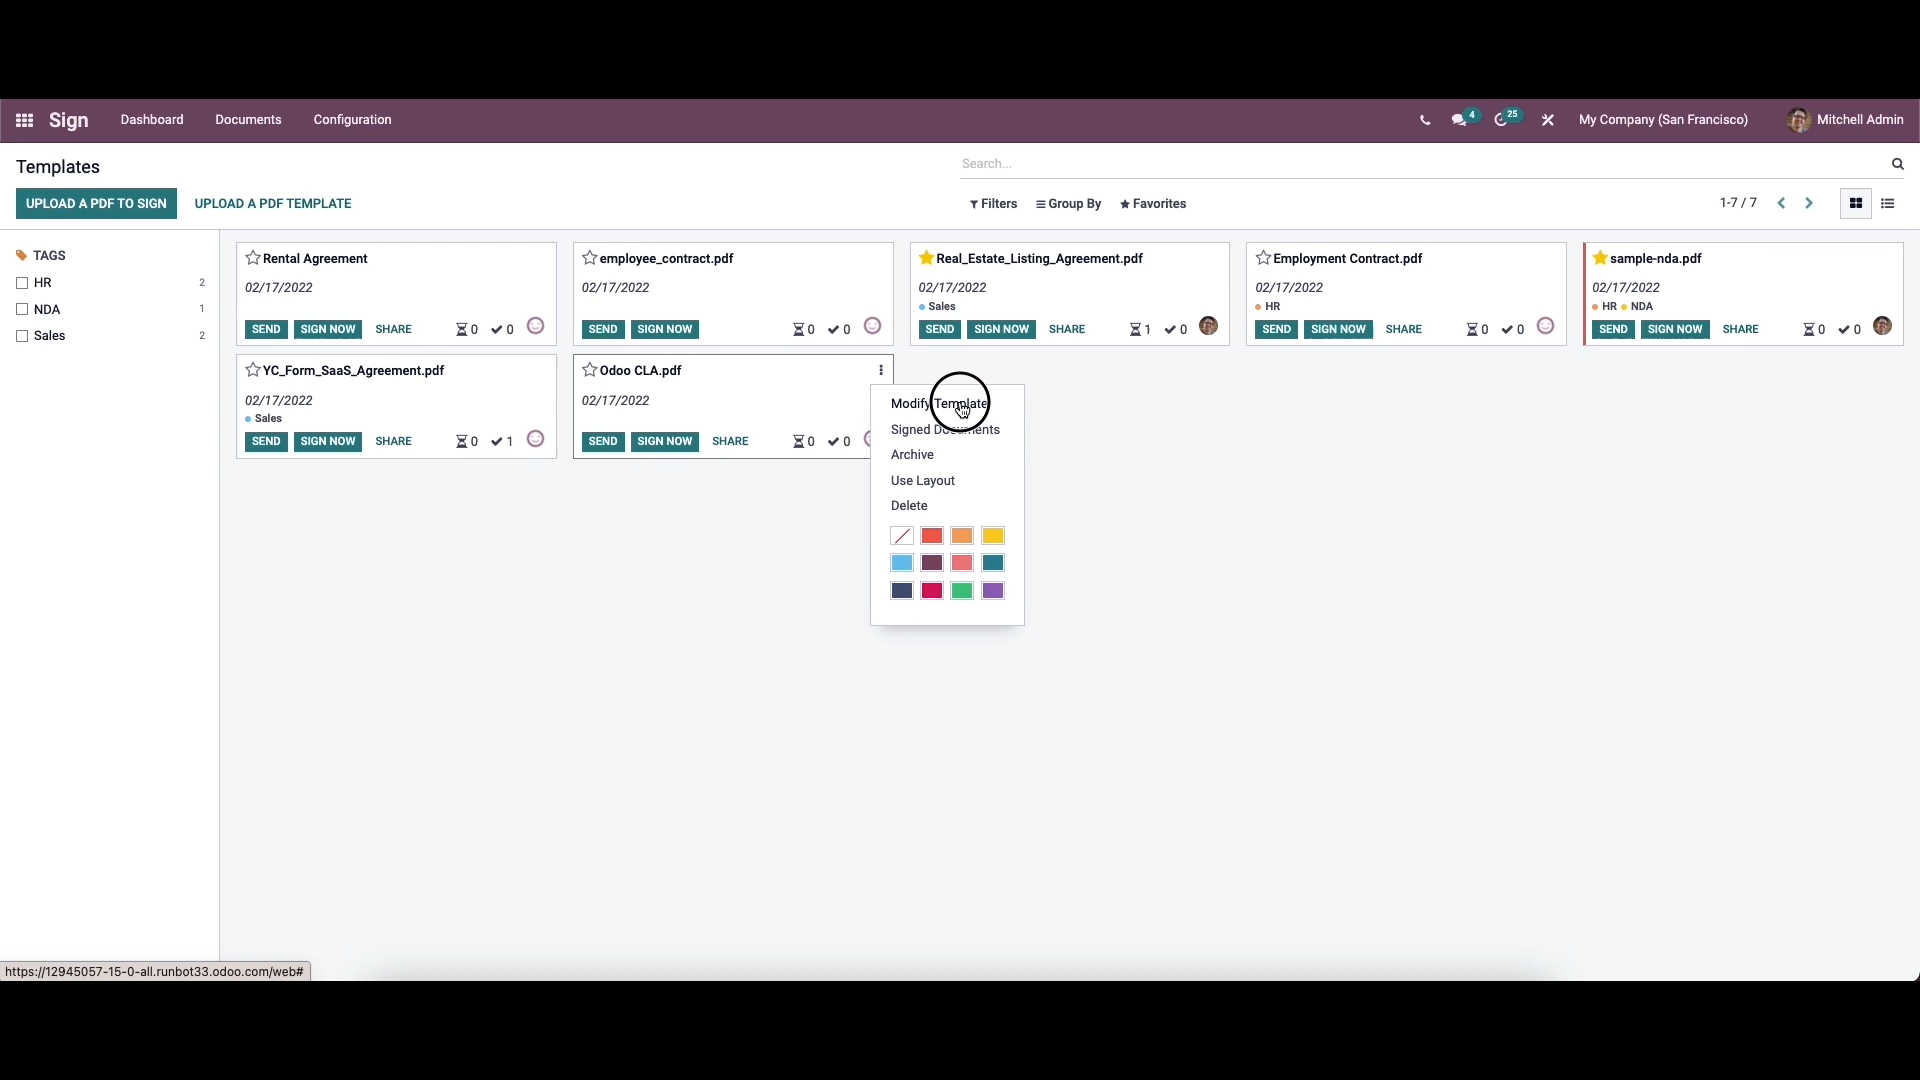 Sign Dashboard Documents Configuration 4 25 My Company (San Francisco) Mitchell Admin
Templates Search...
UPLOAD A PDF TO SIGN UPLOAD A PDF TEMPLATE Filters Group By Favorites 1-7 / 7
TAGS
HR 2
NDA 1
Sales 2
Rental Agreement
02/17/2022
SEND SIGN NOW SHARE 0 0
employee_contract.pdf
02/17/2022
SEND SIGN NOW 0 0
Real_Estate_Listing_Agreement.pdf
02/17/2022
Sales
SEND SIGN NOW SHARE 1 0
Employment Contract.pdf
02/17/2022
HR
SEND SIGN NOW SHARE 0 0
sample-nda.pdf
02/17/2022
HR NDA
SEND SIGN NOW SHARE 0 0
YC_Form_SaaS_Agreement.pdf
02/17/2022
Sales
SEND SIGN NOW SHARE 0 1
Odoo CLA.pdf
02/17/2022
SEND SIGN NOW SHARE 0 0
Modify Template
Signed Documents
Archive
Use Layout
Delete
https://12945057-15-0-all.runbot33.odoo.com/web#